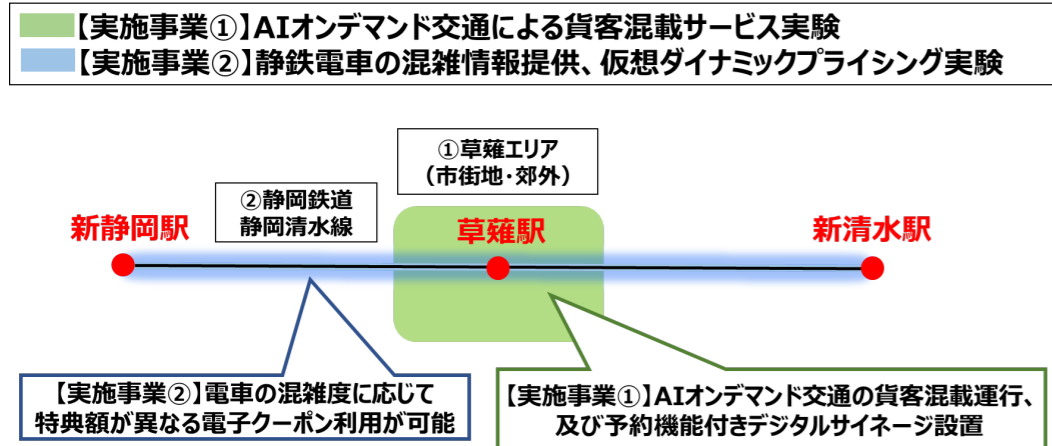 【実施事業①】AIオンデマンド交通による貨客混載サービス実験
【実施事業②】静鉄電車の混雑情報提供、仮想ダイナミックプライシング実験
①草薙エリア
（市街地・郊外）
②静岡鉄道
静岡清水線
新静岡駅
草薙駅
新清水駅
【実施事業②】電車の混雑度に応じて
特典額が異なる電子クーポン利用が可能
【実施事業①】AIオンデマンド交通の貨客混載運行、
及び予約機能付きデジタルサイネージ設置